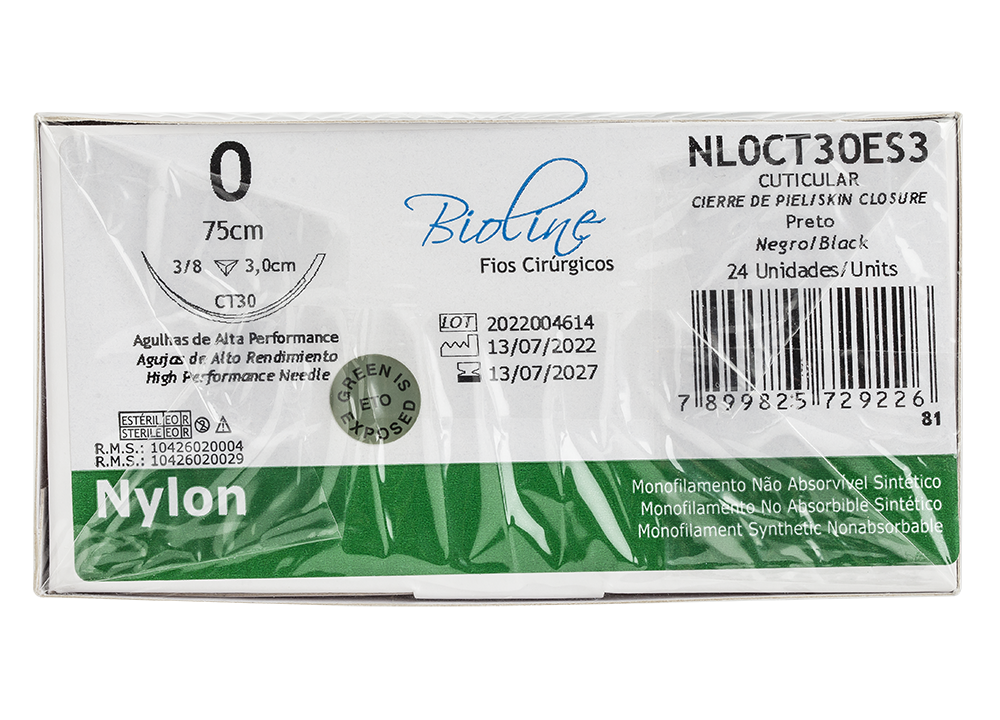 0
75cm
3/8 3,0cm
CT30
Agulhas de Alta Performance
Agujas de Alto Rendimiento
High Performance Needle
Bioline
Fios Cirúrgicos
NL0CT30ES3
CUTICULAR
CIERRE DE PIEL/SKIN CLOSURE
Preto
Negro/Black
24 Unidades/Units
LOT 2022004614
13/07/2022
13/07/2027
GREEN IS
ETO
EXPOSED
7 899825 729226
81
ESTÉRIL EO R
STERILE EO R
R.M.S.: 10426020004
R.M.S.: 10426020029
Nylon
Monofilamento Não Absorvível Sintético
Monofilamento No Absorbible Sintético
Monofilament Synthetic Nonabsorbable